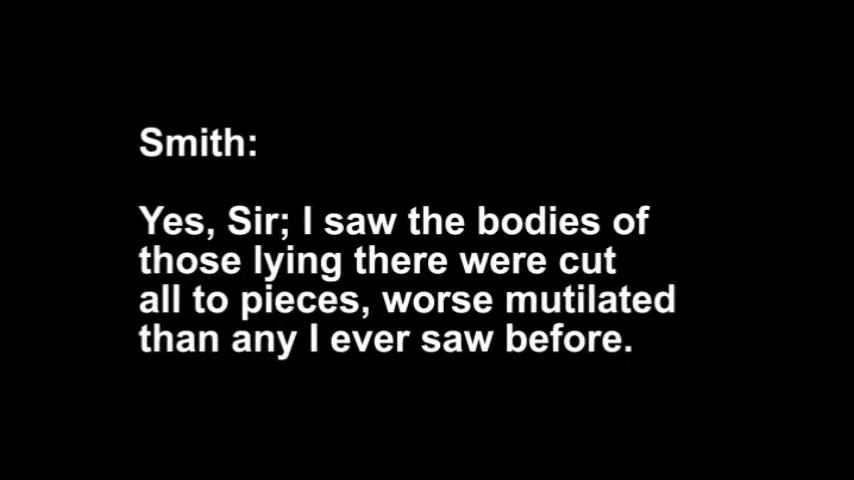 Smith:
Yes, Sir; I saw the bodies of
those lying there were cut
all to pieces, worse mutilated
than any I ever saw before.